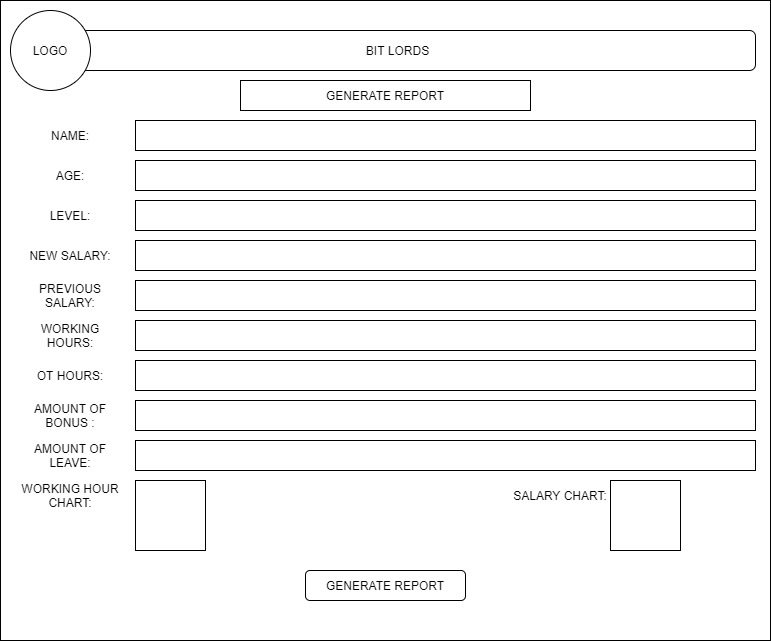 LOGO
BIT LORDS
GENERATE REPORT
NAME:
AGE:
LEVEL:
NEW SALARY:
PREVIOUS
SALARY:
WORKING
HOURS:
OT HOURS:
AMOUNT OF
BONUS :
AMOUNT OF
LEAVE:
WORKING HOUR
CHART:
SALARY CHART:
GENERATE REPORT